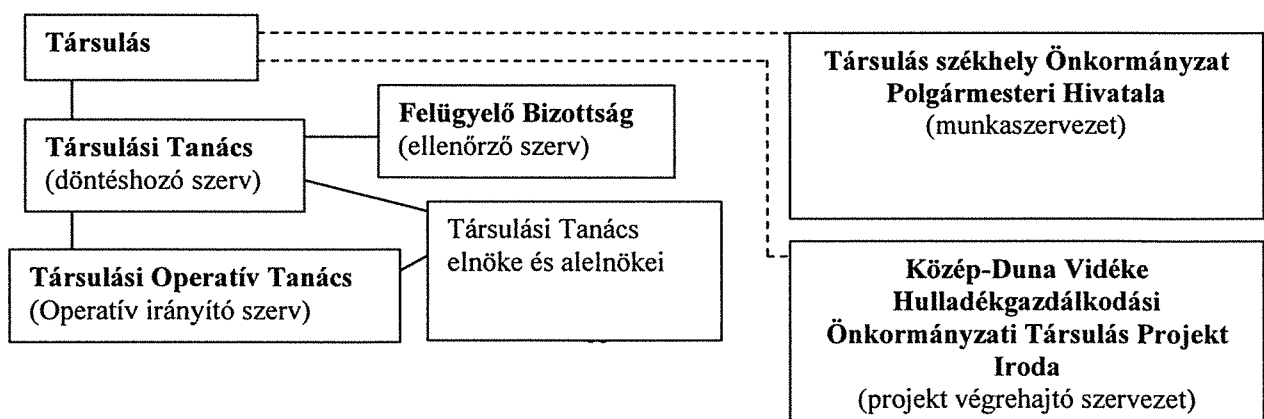 Társulás
Társulási Tanács
(döntéshozó szerv)
Társulási Operatív Tanács
(Operatív irányító szerv)
Felügyelő Bizottság
(ellenőrző szerv)
Társulási Tanács
elnöke és alelnökei
Társulás székhely Önkormányzat
Polgármesteri Hivatala
(munkaszervezet)
Közép-Duna Vidéke
Hulladékgazdálkodási
Önkormányzati Társulás Projekt
Iroda
(projekt végrehajtó szervezet)